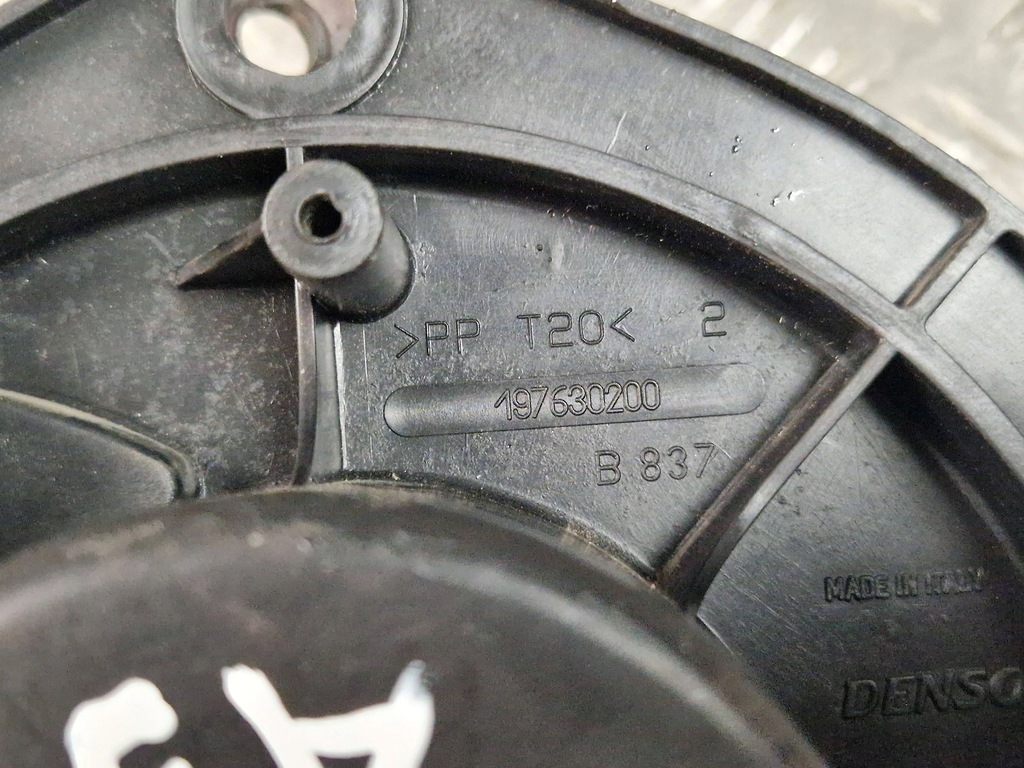 >PP T20< 2
197630200
B 837
MADE IN ITALY
DENSO